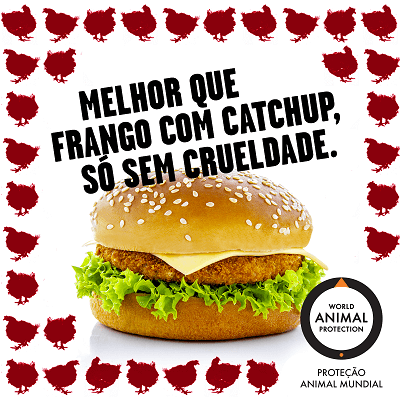 MELHOR QUE
FRANGO COM CATCHUP,
SÓ SEM CRUELDADE.
WORLD
ANIMAL
PROTECTION
PROTEÇÃO
ANIMAL MUNDIAL